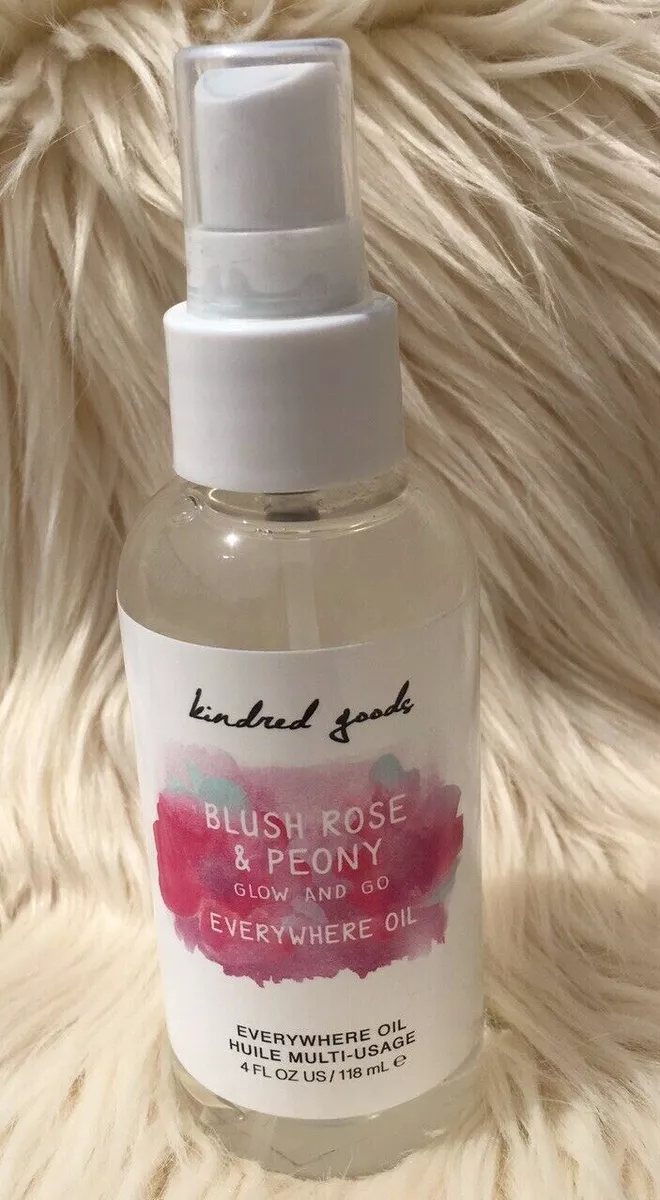 kindred goods
BLUSH ROSE
& PEONY
GLOW AND GO
EVERYWHERE OIL
EVERYWHERE OIL
HUILE MULTI-USAGE
4 FL OZ US / 118 mL ℮